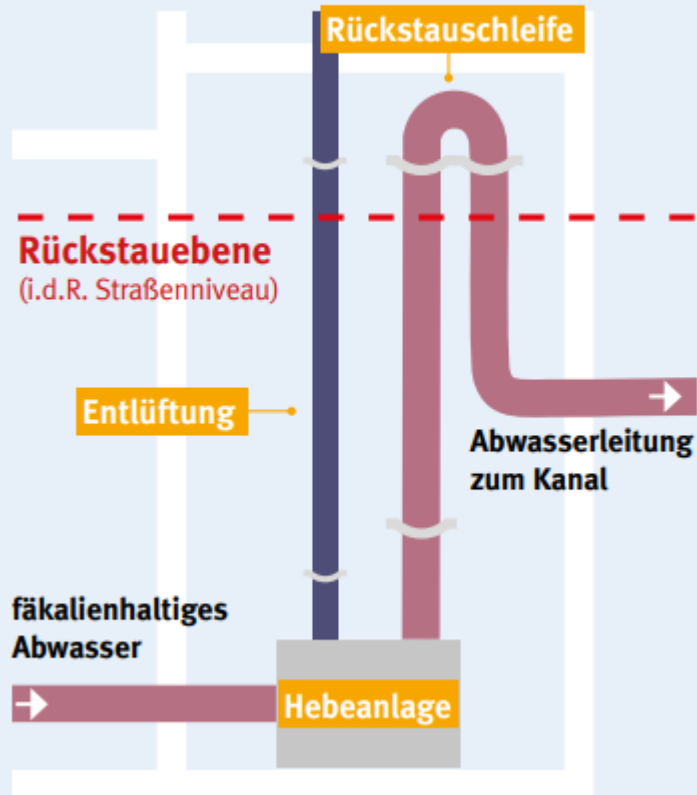 Rückstauschleife
Rückstauebene
(i.d.R. Straßenniveau)
Entlüftung
Abwasserleitung
zum Kanal
fäkalienhaltiges
Abwasser
Hebeanlage